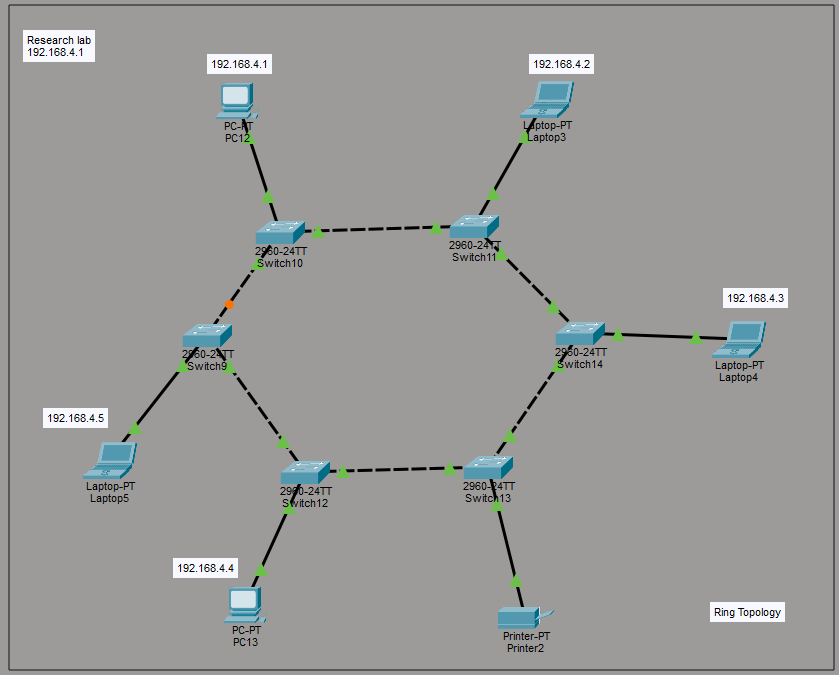 Research lab
192.168.4.1
192.168.4.1
192.168.4.2
PC-PT
PC12
Laptop-PT
Laptop3
2960-24TT
Switch10
2960-24TT
Switch11
192.168.4.3
2960-24TT
Switch9
2960-24TT
Switch14
Laptop-PT
Laptop4
192.168.4.5
Laptop-PT
Laptop5
2960-24TT
Switch12
2960-24TT
Switch13
192.168.4.4
PC-PT
PC13
Printer-PT
Printer2
Ring Topology